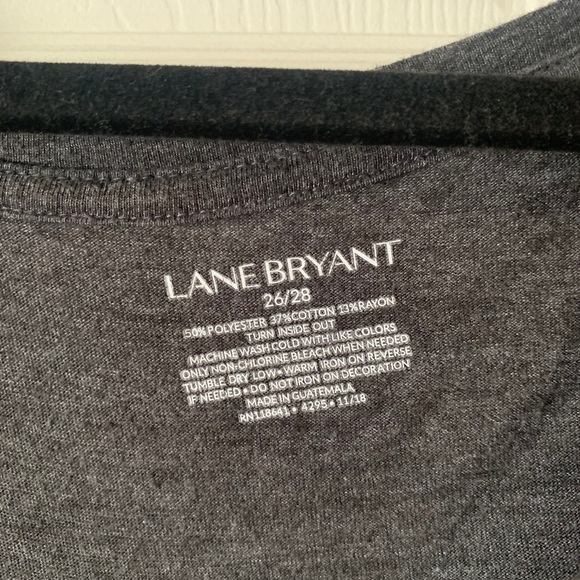 LANE BRYANT
26/28
50%POLYESTER 37%COTTON 13%RAYON
TURN INSIDE OUT
MACHINE WASH COLD WITH LIKE COLORS
ONLY NON-CHLORINE BLEACH WHEN NEEDED
TUMBLE DRY LOW • WARM IRON ON REVERSE
IF NEEDED • DO NOT IRON ON DECORATION
MADE IN GUATEMALA
RN118641 • 4295 • 11/18